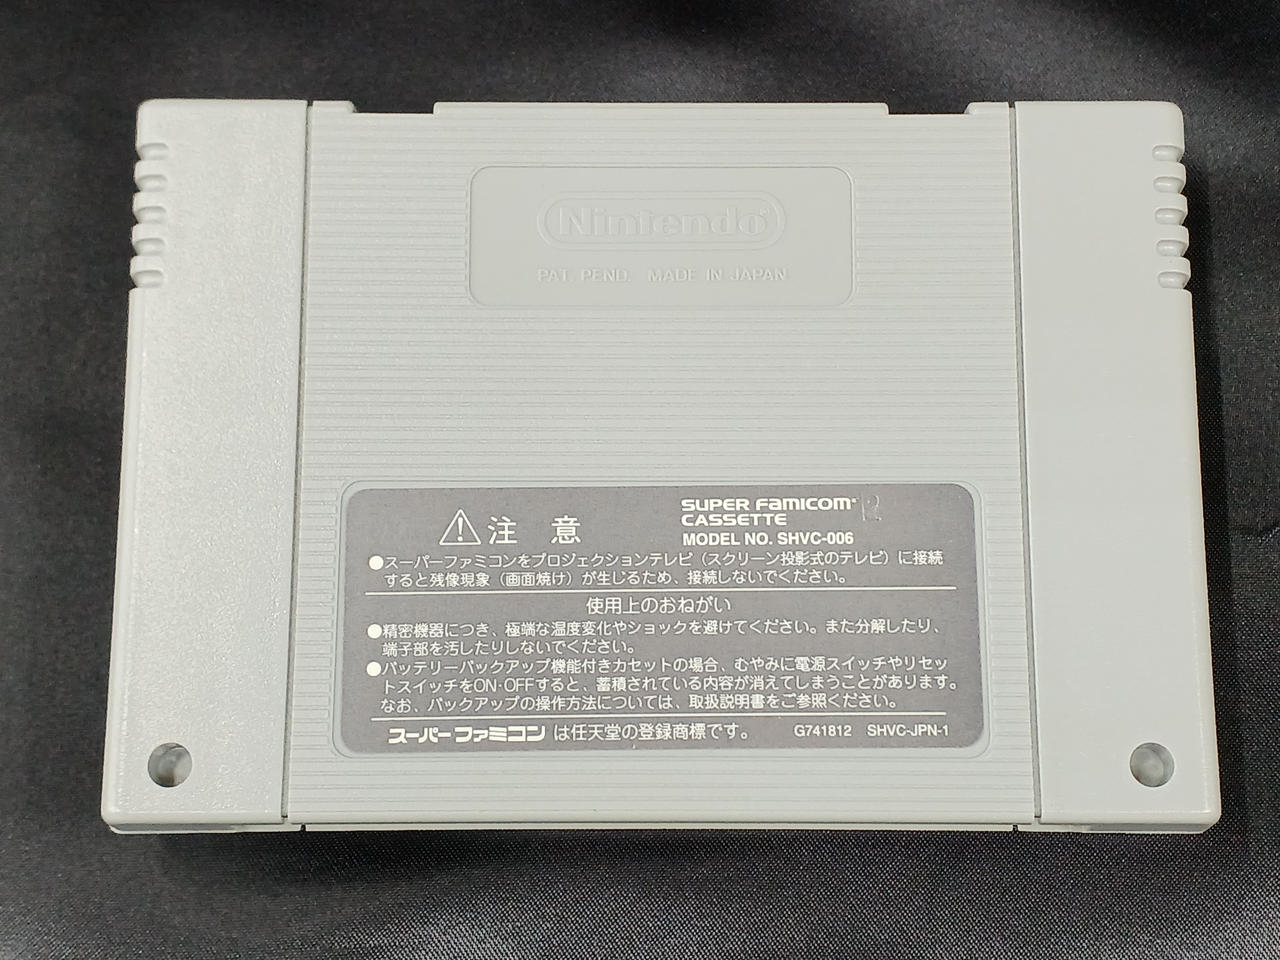 Nintendo®
PAT. PEND. MADE IN JAPAN
⚠注 意
SUPER FAMICOM
CASSETTE
MODEL NO. SHVC-006
●スーパーファミコンをプロジェクションテレビ（スクリーン投影式のテレビ）に接続
すると残像現象（画面焼け）が生じるため、接続しないでください。
使用上のおねがい
●精密機器につき、極端な温度変化やショックを避けてください。また分解したり、
端子部を汚したりしないでください。
●バッテリーバックアップ機能付きカセットの場合、むやみに電源スイッチやリセッ
トスイッチをON-OFFすると、蓄積されている内容が消えてしまうことがあります。
なお、バックアップの操作方法については、取扱説明書をご参照ください。
スーパーファミコンは任天堂の登録商標です。 G741812 SHVC-JPN-1